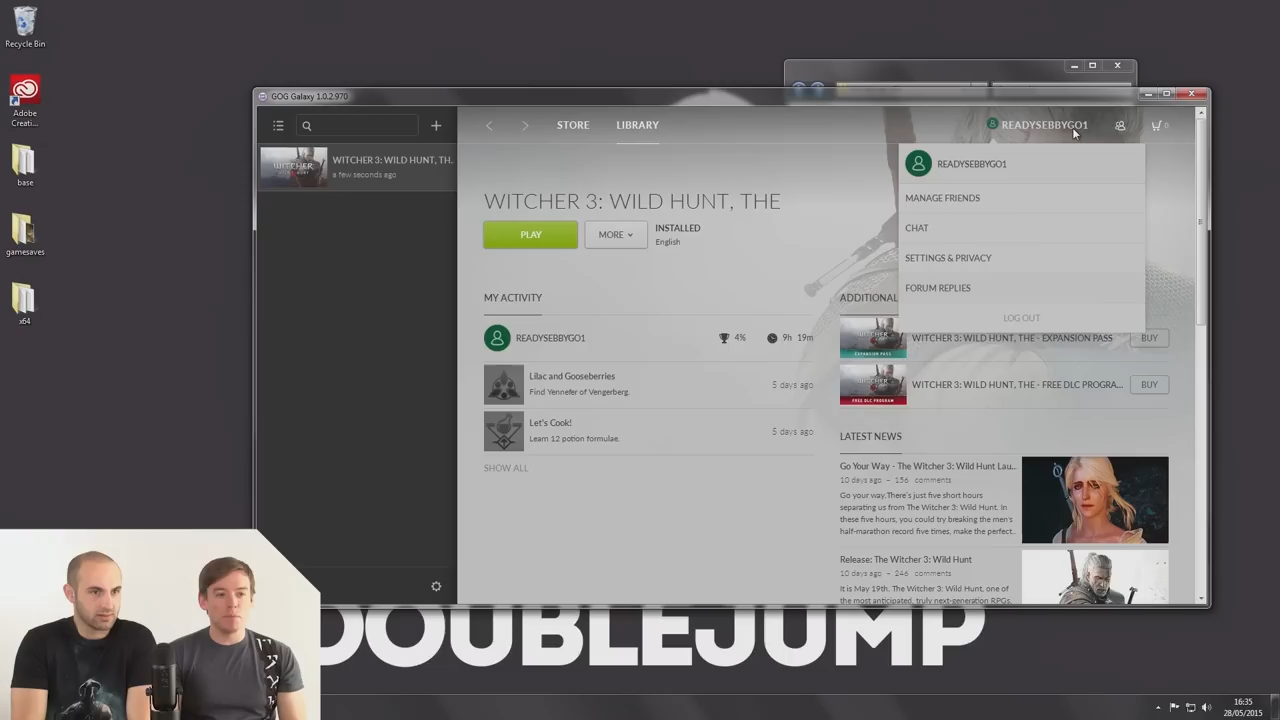 Recycle Bin
Adobe
Creati...
base
gamesaves
x64
GOG Galaxy 1.0.2.970
STORE
LIBRARY
READYSEBBYGO1
0
WITCHER 3: WILD HUNT, TH..
a few seconds ago
READYSEBBYGO1
MANAGE FRIENDS
CHAT
SETTINGS & PRIVACY
FORUM REPLIES
LOG OUT
WITCHER 3: WILD HUNT, THE
PLAY
MORE
INSTALLED
English
MY ACTIVITY
READYSEBBYGO1
4%
9h 19m
Lilac and Gooseberries
Find Yennefer of Vengerberg.
5 days ago
Let's Cook!
Learn 12 potion formulae.
5 days ago
SHOW ALL
ADDITIONAL
EXPANSION PASS
WITCHER 3: WILD HUNT, THE - EXPANSION PASS
BUY
FREE DLC PROGRAM
WITCHER 3: WILD HUNT, THE - FREE DLC PROGRA...
BUY
LATEST NEWS
Go Your Way - The Witcher 3: Wild Hunt Lau...
10 days ago - 156 comments
Go your way.There's just five short hours
separating us from The Witcher 3: Wild Hunt. In
these five hours, you could try breaking the men's
half-marathon record five times, make the perfect...
Release: The Witcher 3: Wild Hunt
10 days ago - 246 comments
It is May 19th. The Witcher 3: Wild Hunt, one of
the most anticipated, truly next-generation RPGs,
DOUBLEJUMP
16:35
28/05/2015